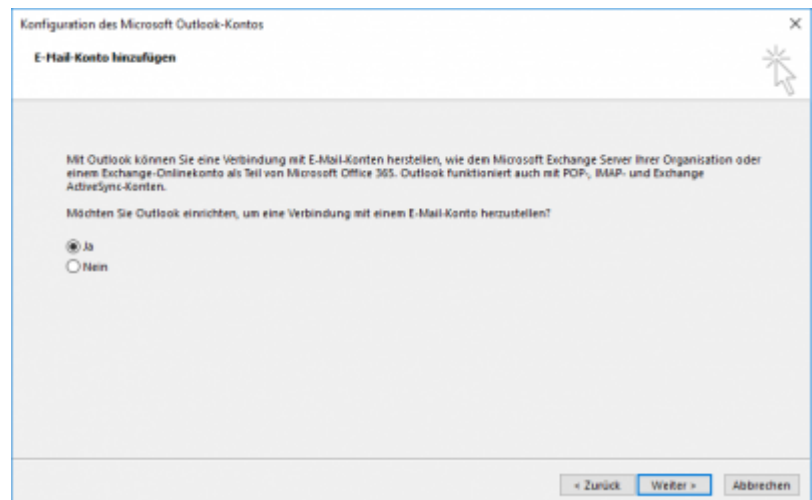 Konfiguration des Microsoft Outlook-Kontos
E-Mail-Konto hinzufügen
Mit Outlook können Sie eine Verbindung mit E-Mail-Konten herstellen, wie dem Microsoft Exchange Server Ihrer Organisation oder
einem Exchange-Onlinekonto als Teil von Microsoft Office 365. Outlook funktioniert auch mit POP-, IMAP- und Exchange
ActiveSync-Konten.
Möchten Sie Outlook einrichten, um eine Verbindung mit einem E-Mail-Konto herzustellen?
Ja
Nein
< Zurück Weiter > Abbrechen